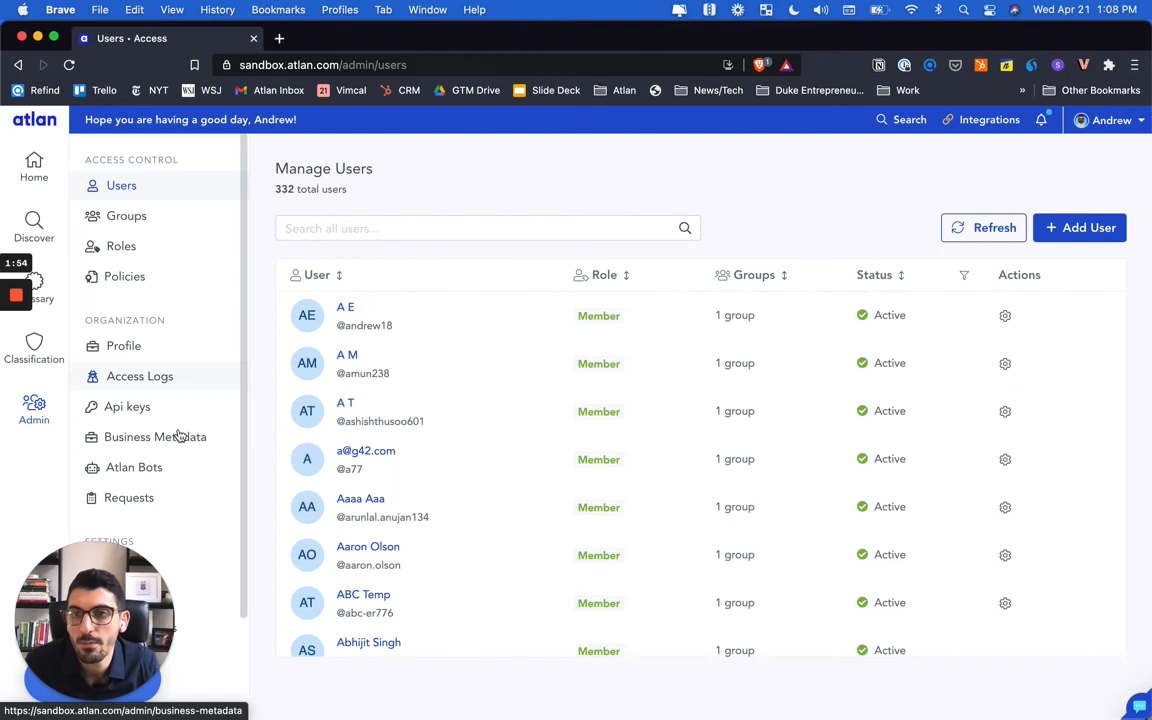 Brave File Edit View History Bookmarks Profiles Tab Window Help Wed Apr 21 1:08 PM
Users • Access
sandbox.atlan.com/admin/users 1
Refind Trello NYT WSJ WSJ Atlan Inbox 21 Vimcal CRM GTM Drive Slide Deck Atlan News/Tech Duke Entrepreneu... Work » Other Bookmarks
atlan Hope you are having a good day, Andrew! Search Integrations Andrew
Home
Discover
1:54
ssary
Classification
Admin
ACCESS CONTROL
Users
Groups
Roles
Policies
ORGANIZATION
Profile
Access Logs
Api keys
Business Metadata
Atlan Bots
Requests
SETTINGS
Manage Users
332 total users
Search all users... Refresh + Add User
User Role Groups Status Actions
AE A E Member 1 group Active
@andrew18
AM A M Member 1 group Active
@amun238
AT A T Member 1 group Active
@ashishthusoo601
A a@g42.com Member 1 group Active
@a77
AA Aaaa Aaa Member 1 group Active
@arunlal.anujan134
AO Aaron Olson Member 1 group Active
@aaron.olson
AT ABC Temp Member 1 group Active
@abc-er776
AS Abhijit Singh Member 1 group Active
https://sandbox.atlan.com/admin/business-metadata